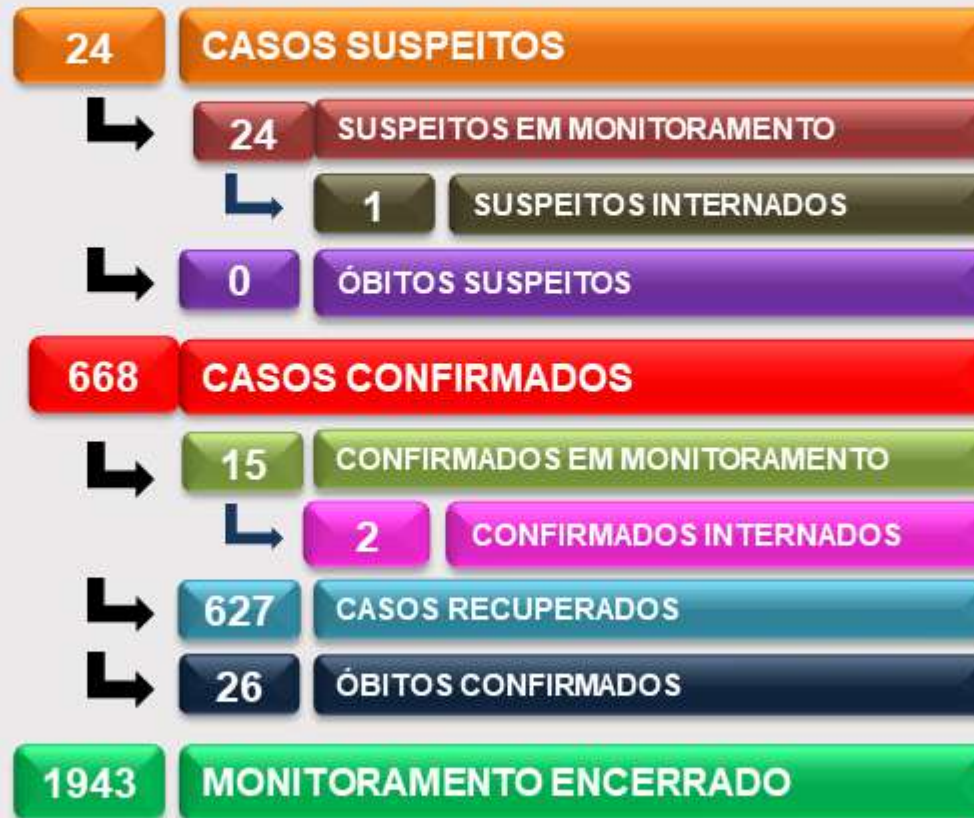 24 CASOS SUSPEITOS
24 SUSPEITOS EM MONITORAMENTO
1 SUSPEITOS INTERNADOS
0 ÓBITOS SUSPEITOS
668 CASOS CONFIRMADOS
15 CONFIRMADOS EM MONITORAMENTO
2 CONFIRMADOS INTERNADOS
627 CASOS RECUPERADOS
26 ÓBITOS CONFIRMADOS
1943 MONITORAMENTO ENCERRADO